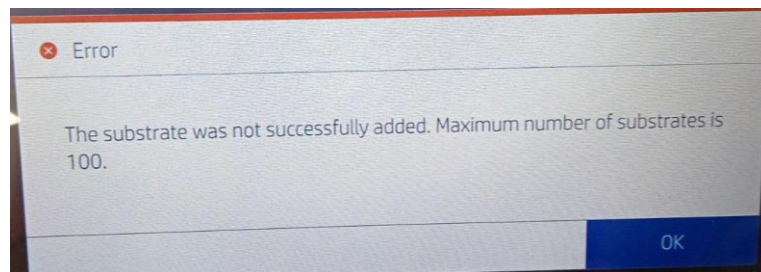 Error
The substrate was not successfully added. Maximum number of substrates is
100.
OK